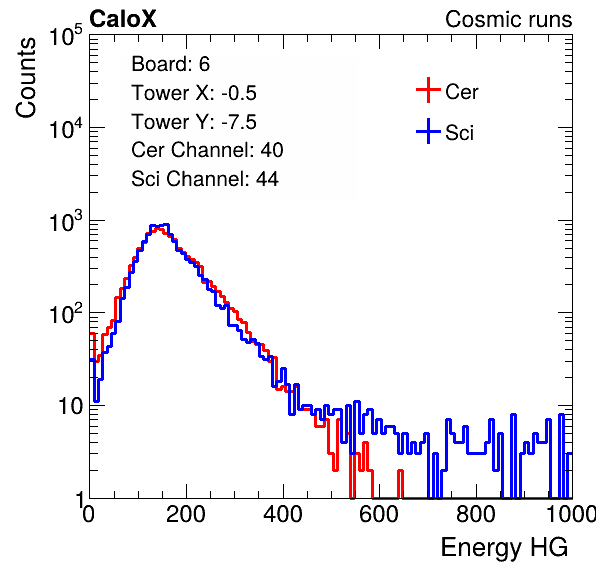 CaloX Cosmic runs
Counts
10^5
10^4
10^3
10^2
10
1
Board: 6
Tower X: -0.5
Tower Y: -7.5
Cer Channel: 40
Sci Channel: 44
Cer
Sci
0 200 400 600 800 1000
Energy HG